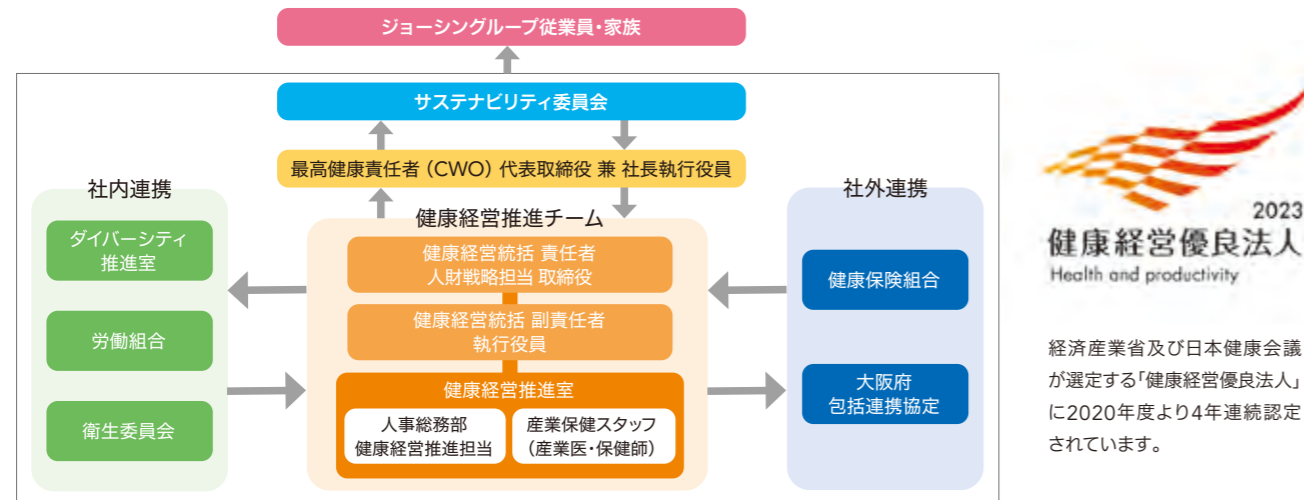 ジョーシングループ従業員・家族
サステナビリティ委員会
最高健康責任者 (CWO) 代表取締役 兼 社長執行役員
社内連携
ダイバーシティ
推進室
労働組合
衛生委員会
健康経営推進チーム
健康経営統括 責任者
人財戦略担当 取締役
健康経営統括 副責任者
執行役員
健康経営推進室
人事総務部
健康経営推進担当
産業保健スタッフ
（産業医・保健師）
社外連携
健康保険組合
大阪府
包括連携協定
2023
健康経営優良法人
Health and productivity
経済産業省及び日本健康会議
が選定する「健康経営優良法人」
に2020年度より4年連続認定
されています。